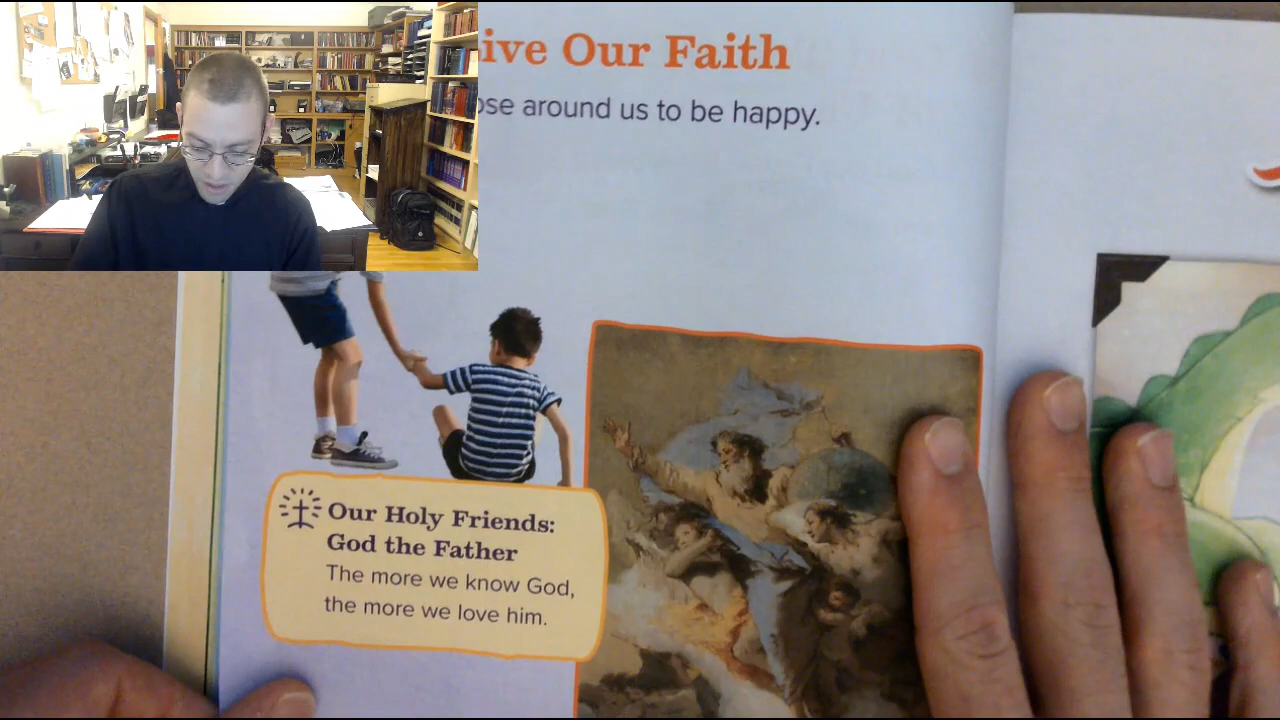 ive Our Faith
ose around us to be happy.
Our Holy Friends:
God the Father
The more we know God,
the more we love him.